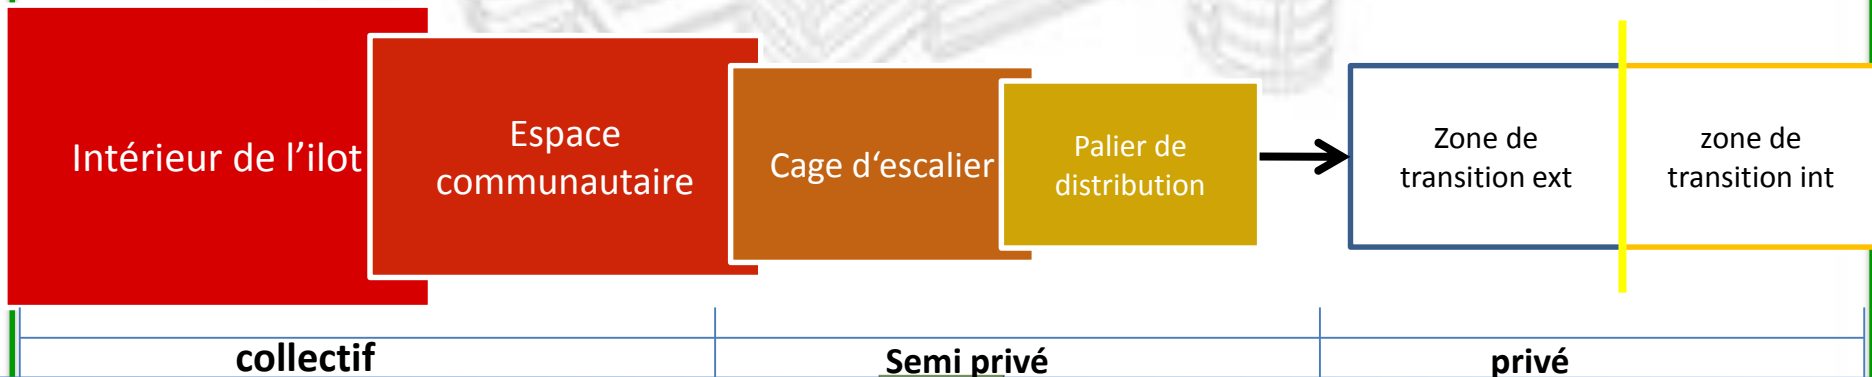 Intérieur de l’ilot
Espace
communautaire
Cage d‘escalier
Palier de
distribution
Zone de
transition ext
zone de
transition int
collectif
Semi privé
privé